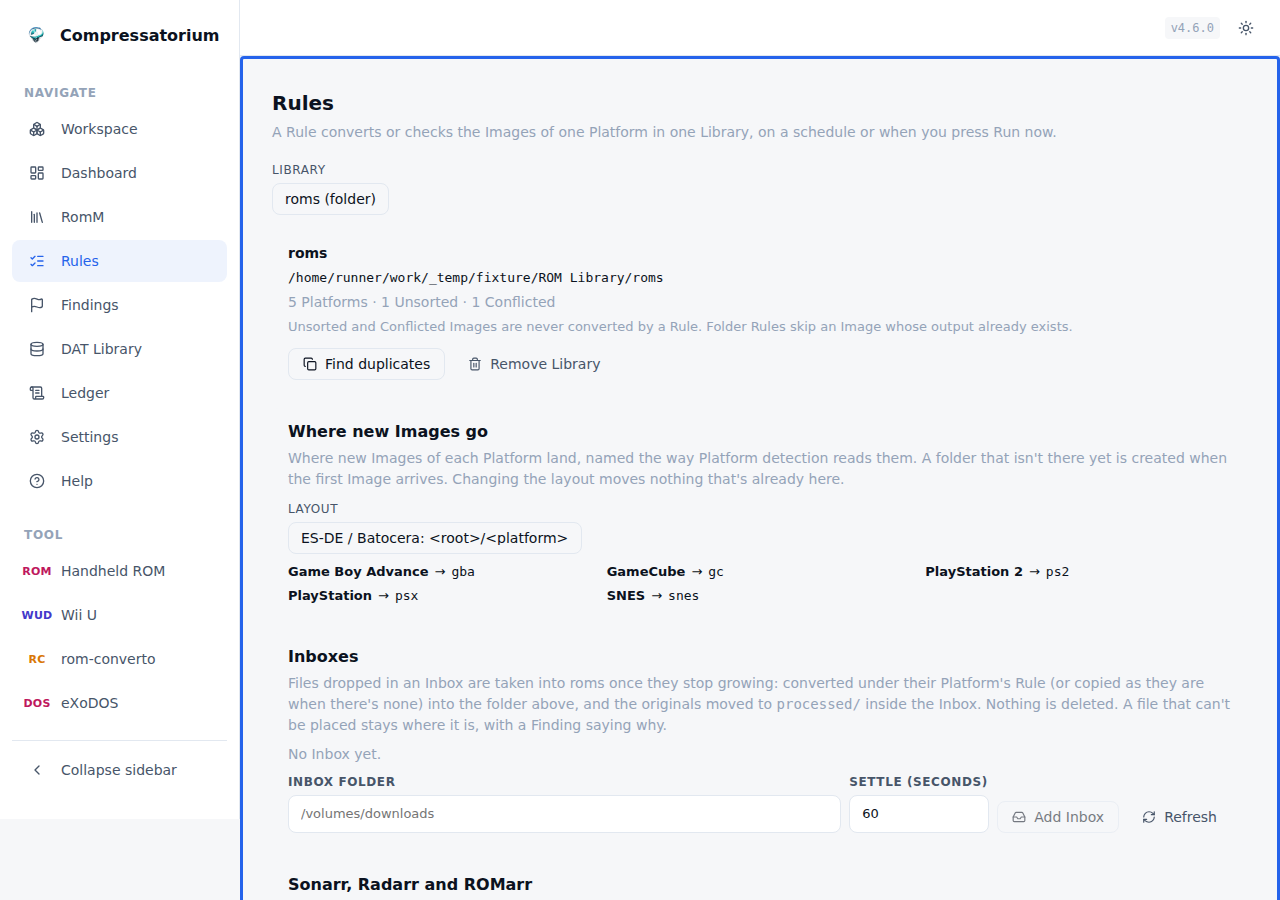 Compressatorium
v4.6.0
NAVIGATE
Workspace
Dashboard
RomM
Rules
Findings
DAT Library
Ledger
Settings
Help
TOOL
ROM Handheld ROM
WUD Wii U
RC rom-converto
DOS eXoDOS
Collapse sidebar
Rules
A Rule converts or checks the Images of one Platform in one Library, on a schedule or when you press Run now.
LIBRARY
roms (folder)
roms
/home/runner/work/_temp/fixture/ROM Library/roms
5 Platforms · 1 Unsorted · 1 Conflicted
Unsorted and Conflicted Images are never converted by a Rule. Folder Rules skip an Image whose output already exists.
Find duplicates
Remove Library
Where new Images go
Where new Images of each Platform land, named the way Platform detection reads them. A folder that isn't there yet is created when
the first Image arrives. Changing the layout moves nothing that's already here.
LAYOUT
ES-DE / Batocera: <root>/<platform>
Game Boy Advance → gba
GameCube → gc
PlayStation 2 → ps2
PlayStation → psx
SNES → snes
Inboxes
Files dropped in an Inbox are taken into roms once they stop growing: converted under their Platform's Rule (or copied as they are
when there's none) into the folder above, and the originals moved to processed/ inside the Inbox. Nothing is deleted. A file that can't
be placed stays where it is, with a Finding saying why.
No Inbox yet.
INBOX FOLDER
SETTLE (SECONDS)
/volumes/downloads
60
Add Inbox
Refresh
Sonarr, Radarr and ROMarr